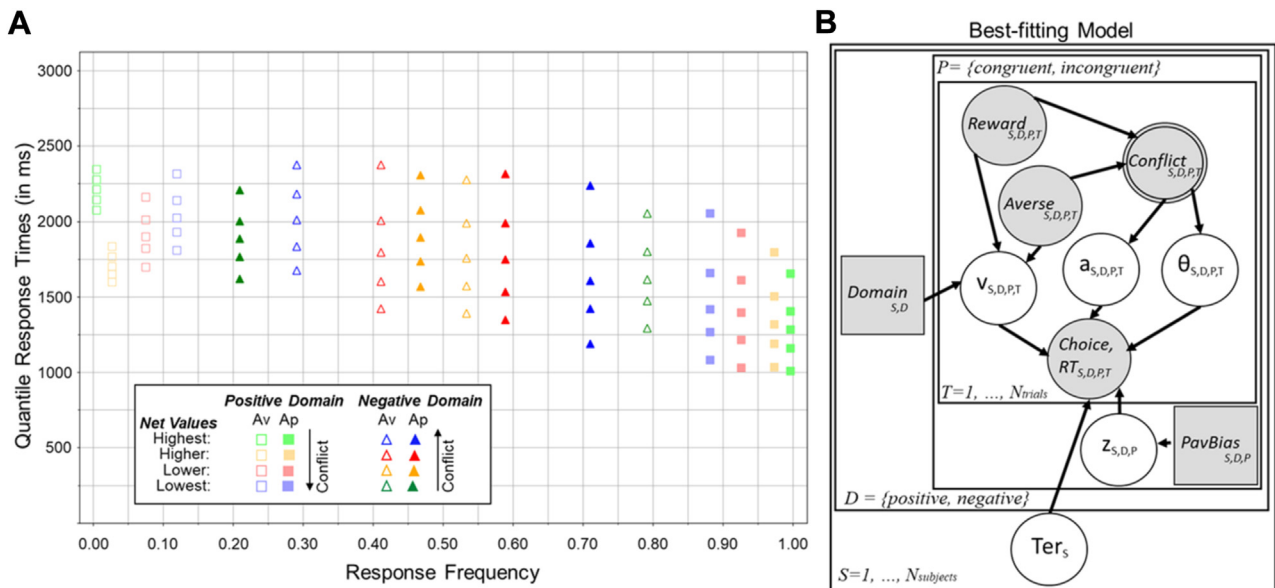 A
Quantile Response Times (in ms)
3000
2500
2000
1500
1000
500
0.00 0.10 0.20 0.30 0.40 0.50 0.60 0.70 0.80 0.90 1.00
Response Frequency
Positive Domain Negative Domain
Net Values Av Ap Av Ap
Highest:
Higher:
Lower:
Lowest:
Conflict
Conflict
B
Best-fitting Model
P= {congruent, incongruent}
Reward S,D,P,T
Conflict S,D,P,T
Averse S,D,P,T
Domain S,D
v S,D,P,T
a S,D,P,T
θ S,D,P,T
Choice,
RT S,D,P,T
T=1, ..., Ntrials
z S,D,P
PavBias S,D,P
D = {positive, negative}
Ter S
S=1, ..., Nsubjects